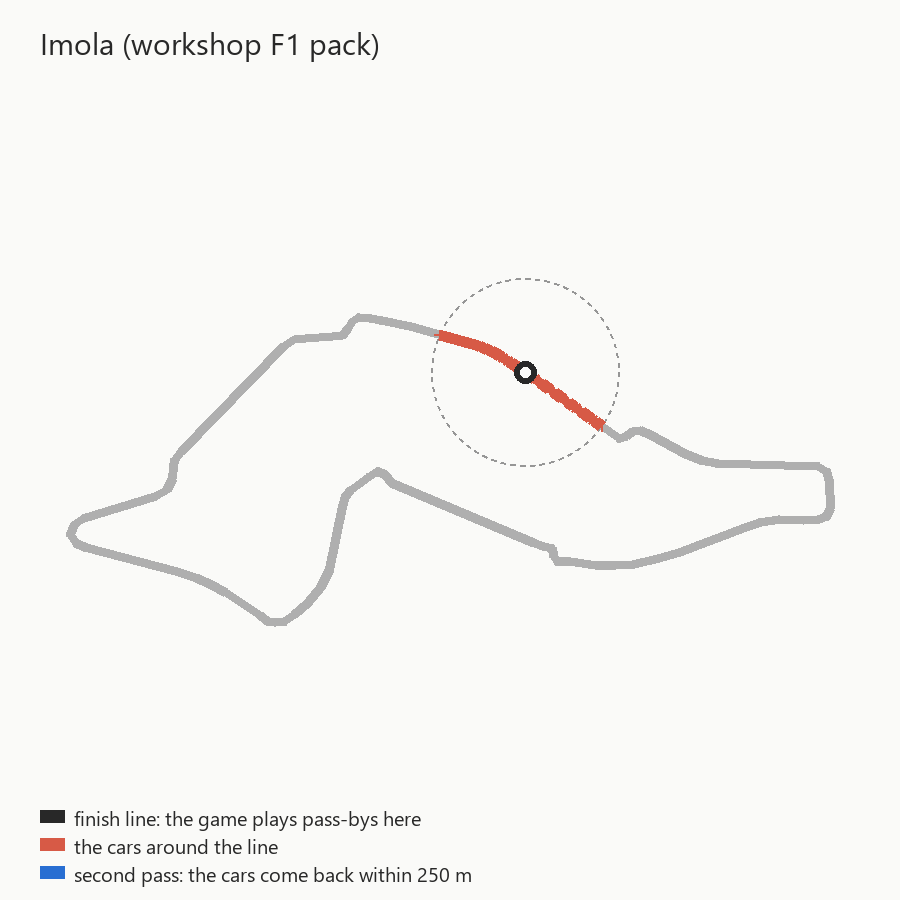 Imola (workshop F1 pack)
finish line: the game plays pass-bys here
the cars around the line
second pass: the cars come back within 250 m